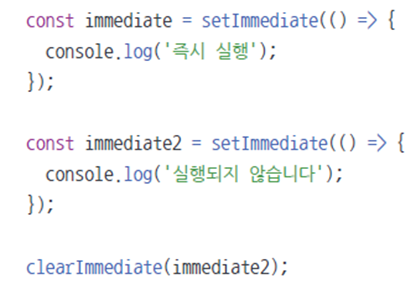 const immediate = setImmediate(() => {
  console.log('즉시 실행');
});

const immediate2 = setImmediate(() => {
  console.log('실행되지 않습니다');
});

clearImmediate(immediate2);